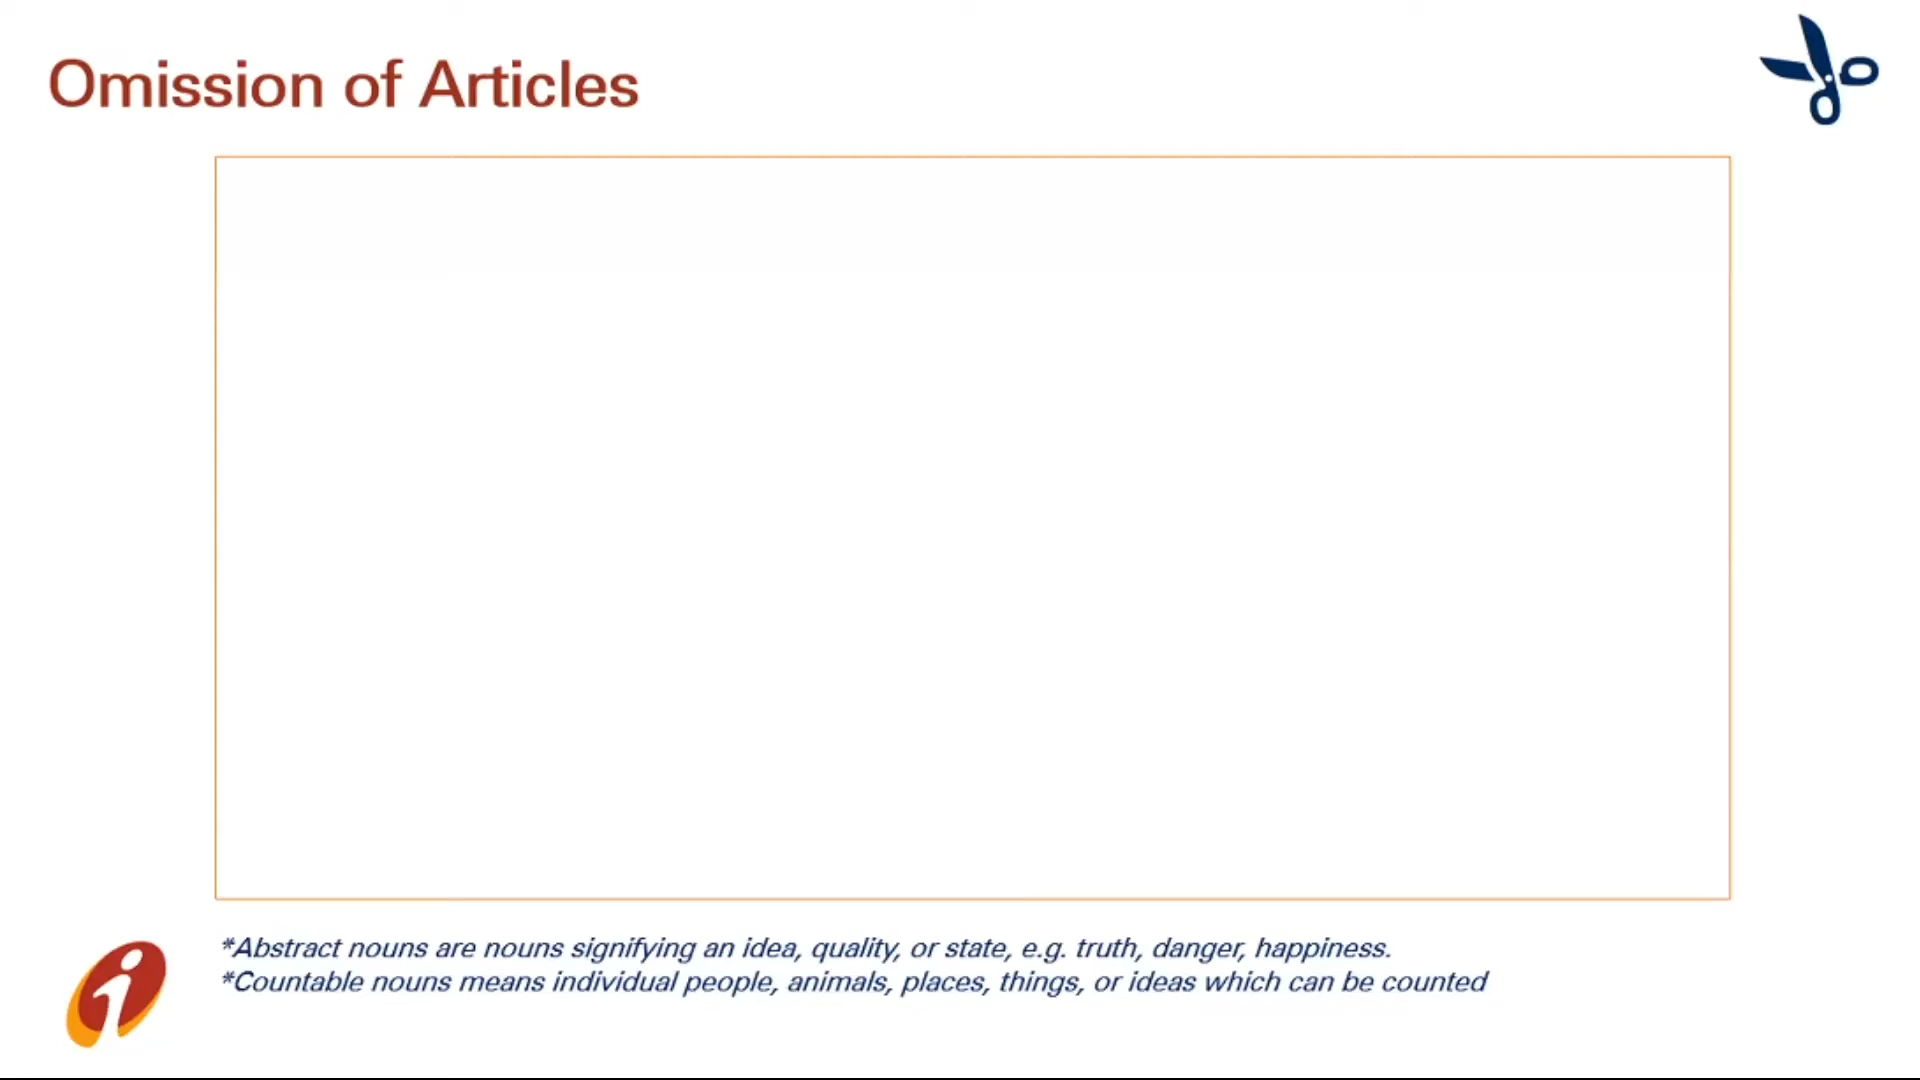 Omission of Articles
*Abstract nouns are nouns signifying an idea, quality, or state, e.g. truth, danger, happiness.
*Countable nouns means individual people, animals, places, things, or ideas which can be counted